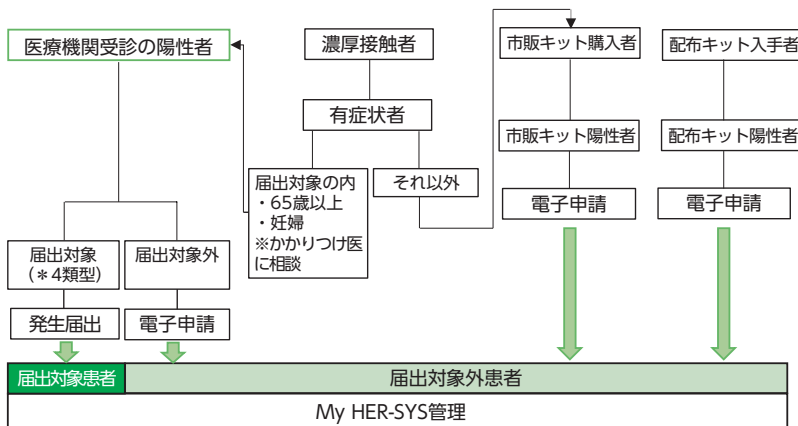 医療機関受診の陽性者
濃厚接触者
市販キット購入者
配布キット入手者
有症状者
市販キット陽性者
配布キット陽性者
届出対象の内
・65歳以上
・妊婦
※かかりつけ医
に相談
それ以外
電子申請
電子申請
届出対象
(*4類型)
届出対象外
発生届出
電子申請
届出対象患者
届出対象外患者
My HER-SYS管理